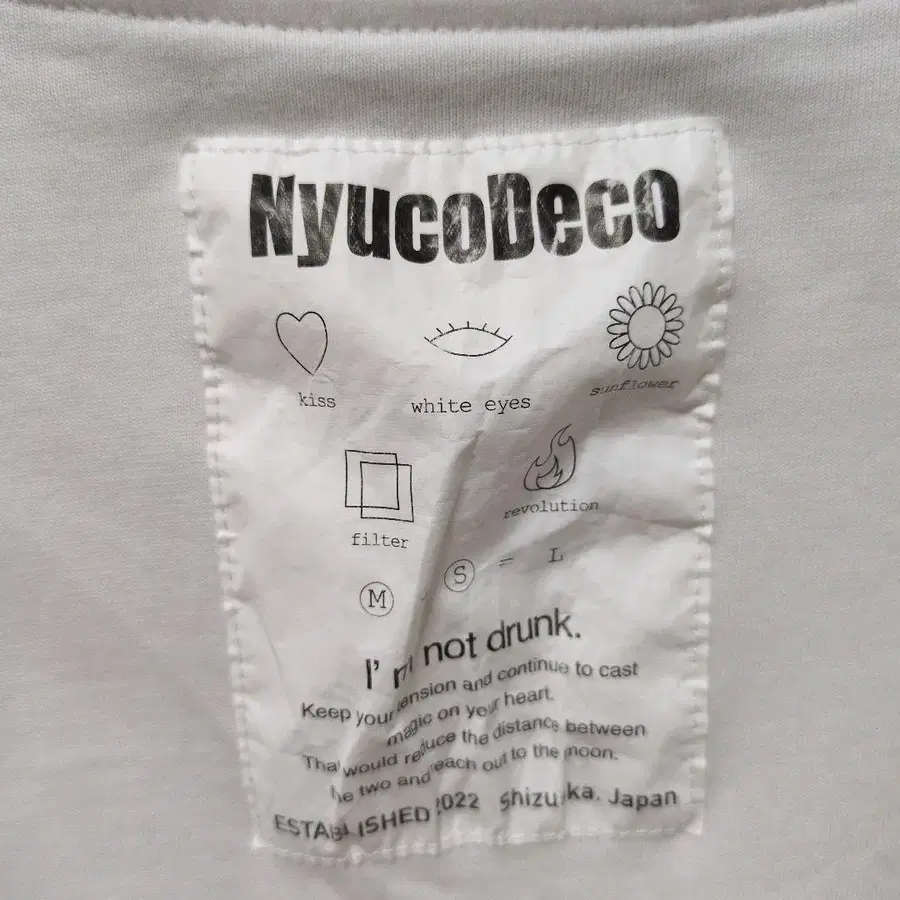 NyucoDeco
kiss
white eyes
sunflower
filter
revolution
M S = L
I'm not drunk.
Keep your tension and continue to cast
magic on your heart.
That would reduce the distance between
the two and reach out to the moon.
ESTABLISHED 2022 Shizuoka. Japan